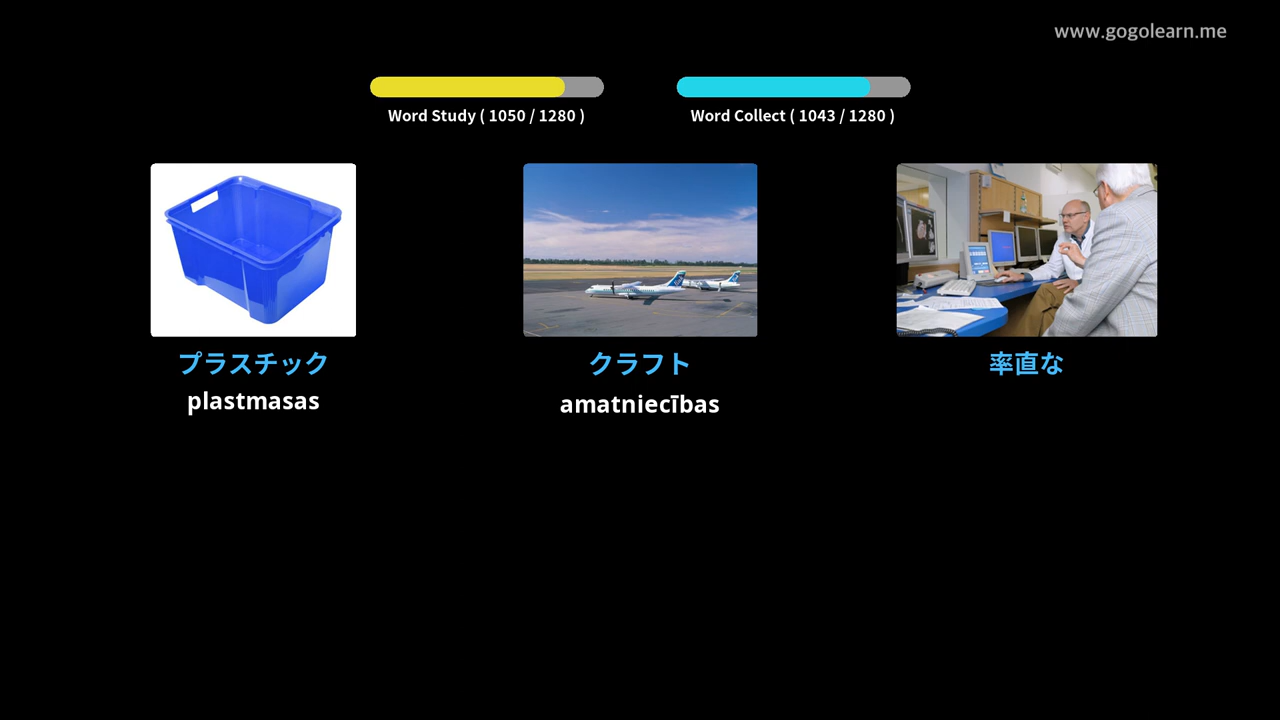 www.gogolearn.me
Word Study ( 1050 / 1280 )
Word Collect ( 1043 / 1280 )
プラスチック
クラフト
率直な
plastmasas
amatniecības